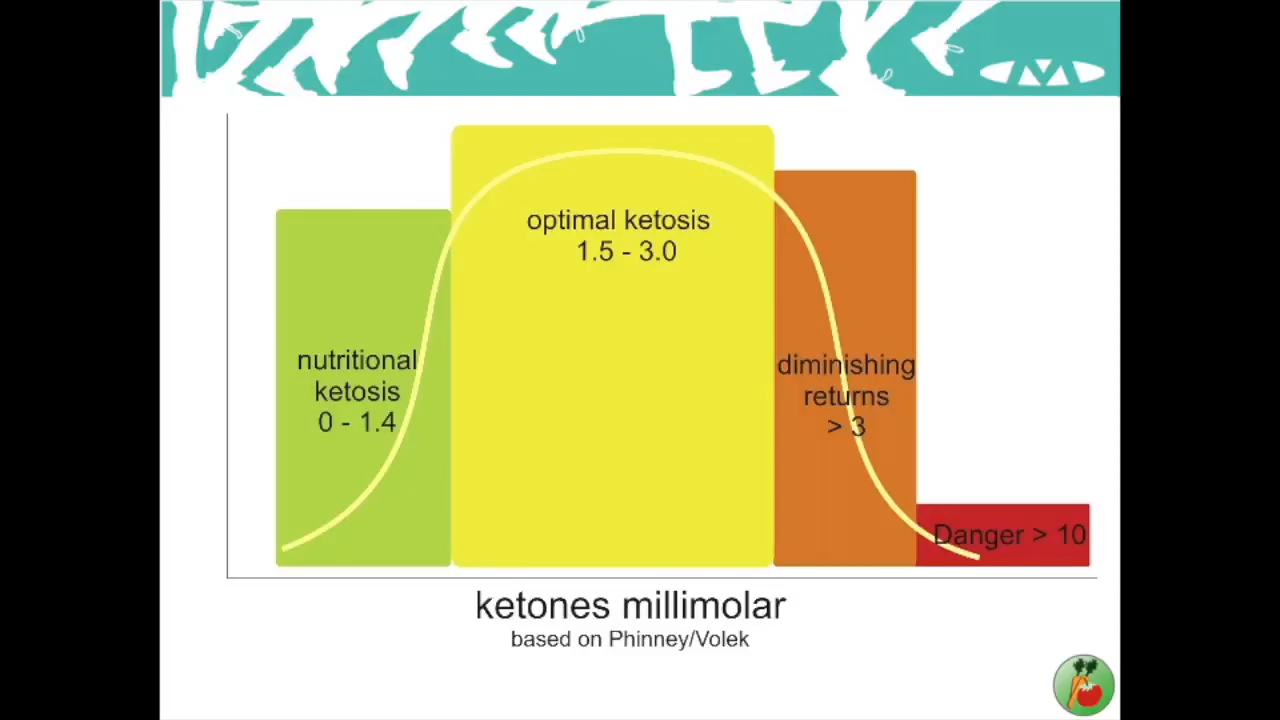 optimal ketosis
1.5 - 3.0
nutritional
ketosis
0 - 1.4
diminishing
returns
> 3
Danger > 10
ketones millimolar
based on Phinney/Volek